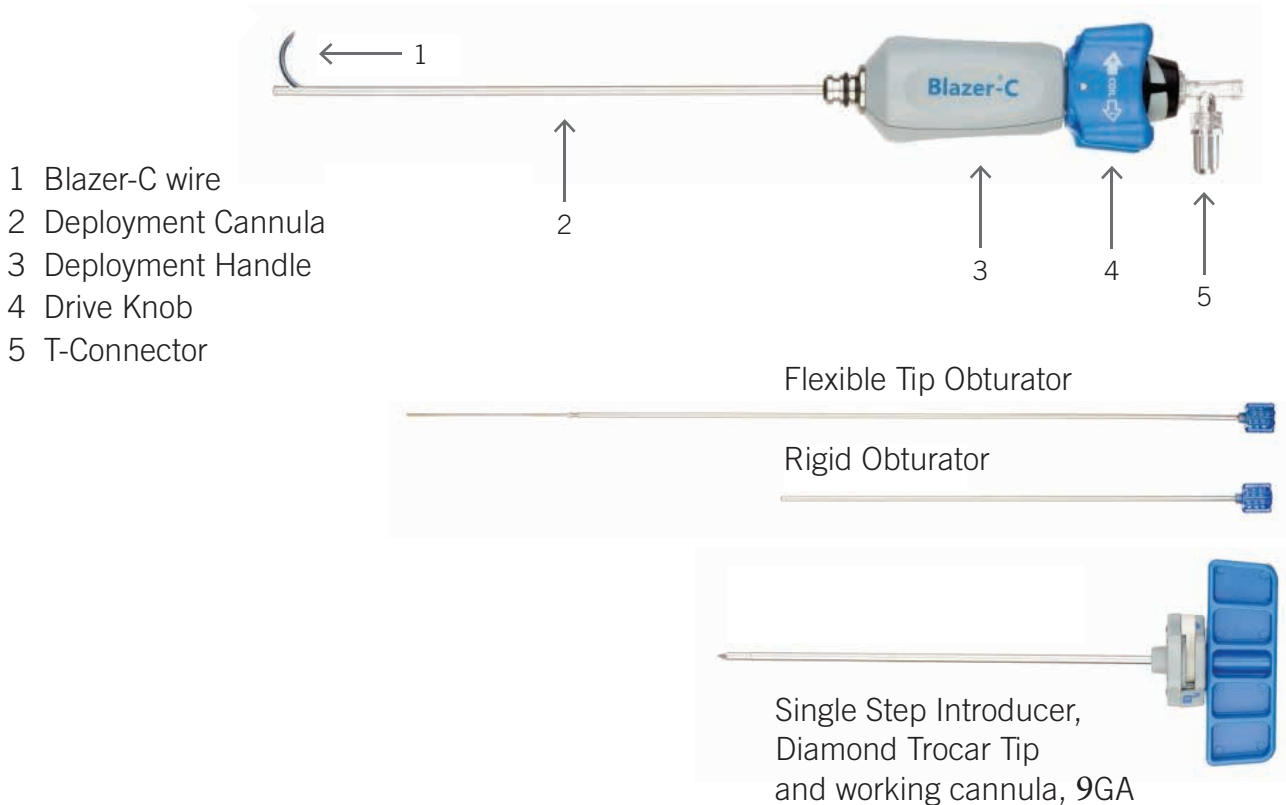 1
Blazer-C
COIL
1 Blazer-C wire
2 Deployment Cannula
3 Deployment Handle
4 Drive Knob
5 T-Connector
2
3
4
5
Flexible Tip Obturator
Rigid Obturator
Single Step Introducer,
Diamond Trocar Tip
and working cannula, 9GA